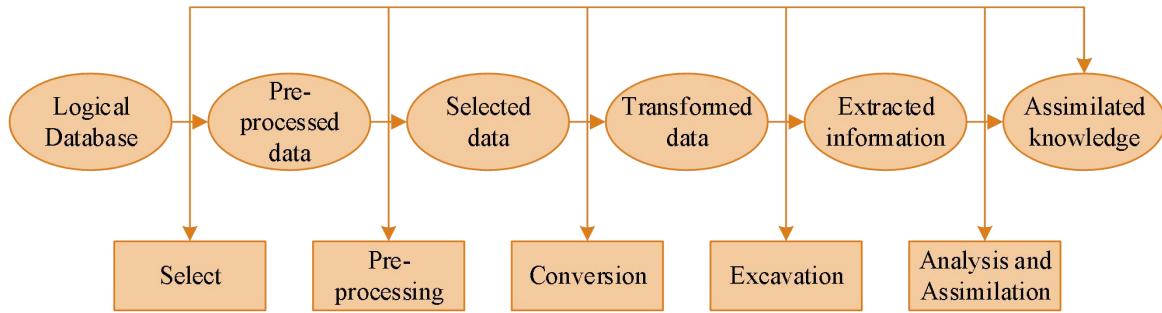 Logical
Database
Pre-
processed
data
Selected
data
Transformed
data
Extracted
information
Assimilated
knowledge
Select
Pre-
processing
Conversion
Excavation
Analysis and
Assimilation